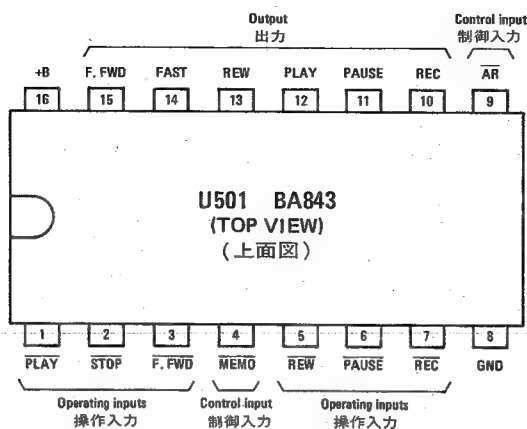 Output
出力
Control input
制御入力
+B F. FWD FAST REW PLAY PAUSE REC AR
16 15 14 13 12 11 10 9
U501 BA843
(TOP VIEW)
(上面図)
1 2 3 4 5 6 7 8
PLAY STOP F. FWD MEMO REW PAUSE REC GND
Operating inputs Control input Operating inputs
操作入力 制御入力 操作入力